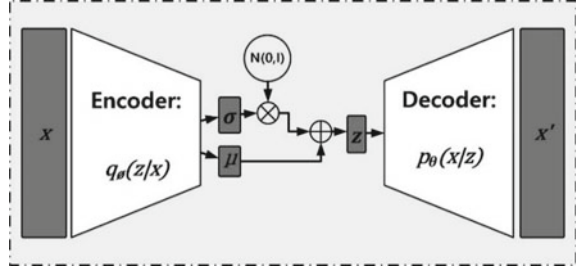 x
Encoder:
qø(z/x)
σ
μ
N(0,I)
z
Decoder:
pθ(x/z)
x'